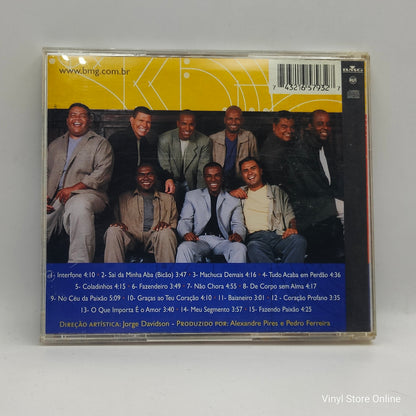 www.bmg.com.br
7 43216 57932 7
BMG
RCA
1- Interfone 4:10 2- Sai da Minha Aba (Bicão) 3:47 3- Machuca Demais 4:16 4- Tudo Acaba em Perdão 4:36
5- Coladinhos 4:15 6- Fazendeiro 3:49 7- Não Chora 4:55 8- De Corpo sem Alma 4:17
9- No Céu da Paixão 5:09 10- Graças ao Teu Coração 4:10 11- Baianeiro 3:01 12 - Coração Profano 3:35
13- O Que Importa É o Amor 3:40 14- Meu Segmento 3:57 15- Fazendo Paixão 4:25
Direção artística: Jorge Davidson - Produzido por: Alexandre Pires e Pedro Ferreira
Vinyl Store Online